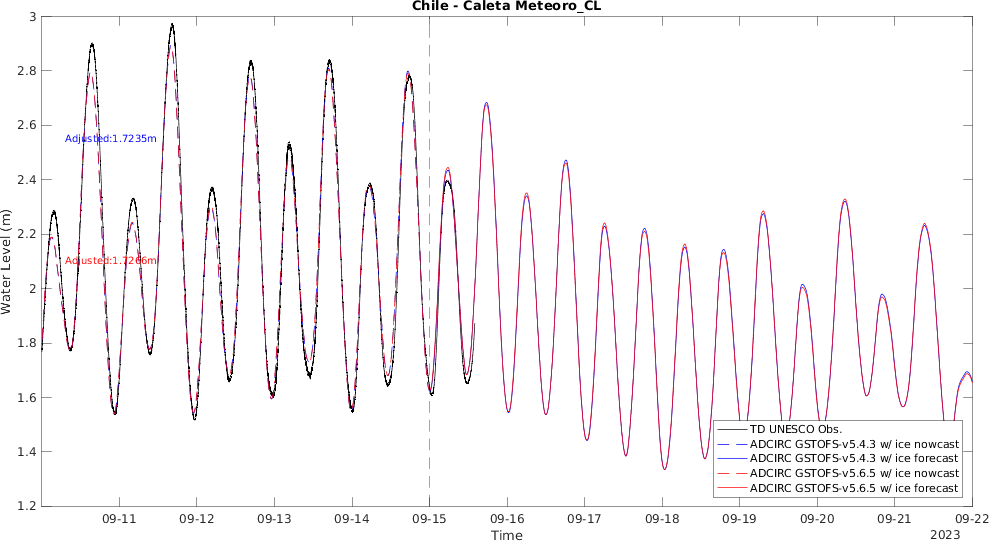 Chile - Caleta Meteoro_CL
3
2.8
2.6
2.4
2.2
2
1.8
1.6
1.4
1.2
Water Level (m)
Adjusted:1.7235m
Adjusted:1.7266m
TD UNESCO Obs.
ADCIRC GSTOFS-v5.4.3 w/ ice nowcast
ADCIRC GSTOFS-v5.4.3 w/ ice forecast
ADCIRC GSTOFS-v5.6.5 w/ ice nowcast
ADCIRC GSTOFS-v5.6.5 w/ ice forecast
09-11 09-12 09-13 09-14 09-15 09-16 09-17 09-18 09-19 09-20 09-21 09-22
Time
2023